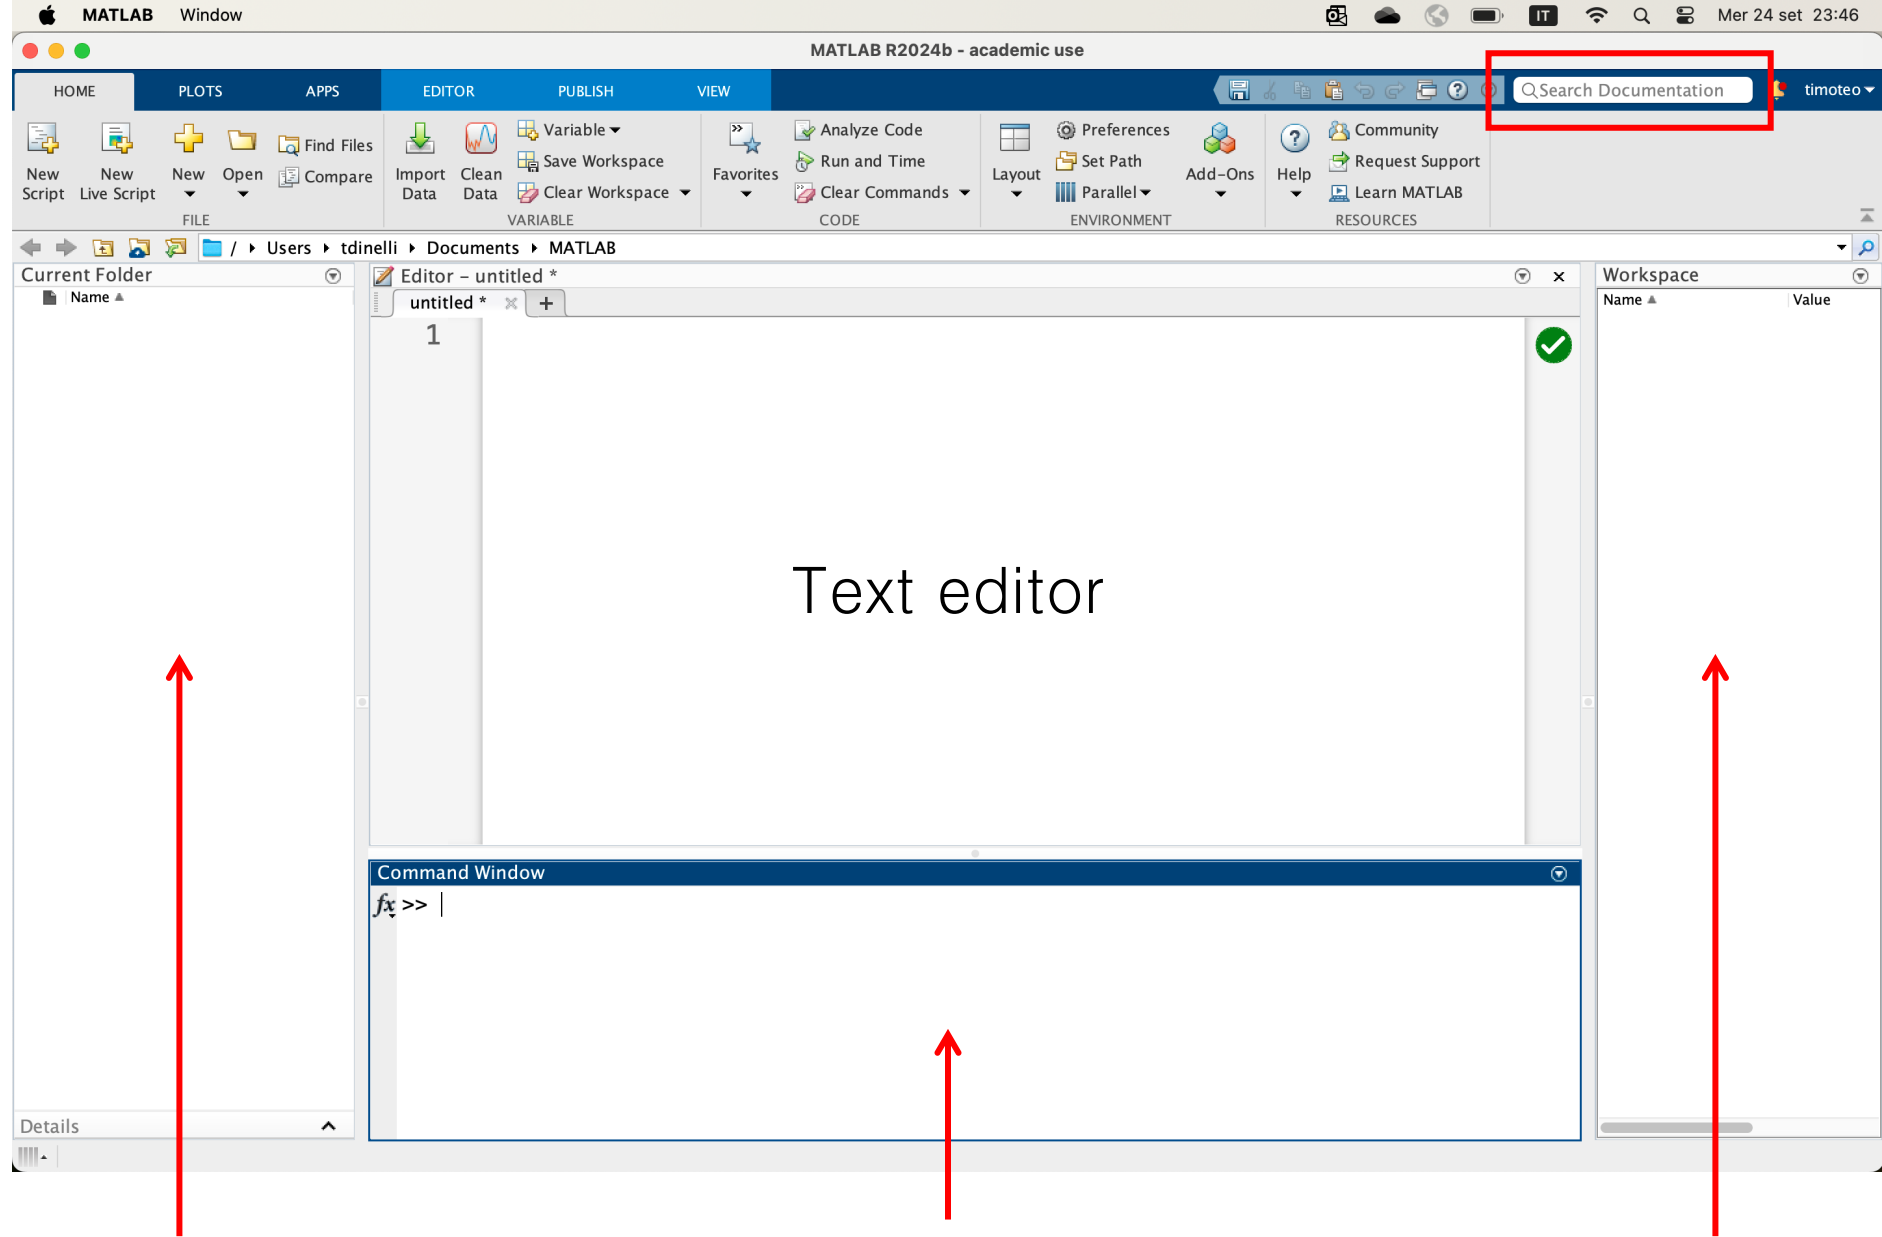 MATLAB Window IT Mer 24 set 23:46
MATLAB R2024b - academic use
HOME PLOTS APPS EDITOR PUBLISH VIEW Search Documentation timoteo
New Script
New Live Script
New
Open
Find Files
Compare
FILE
Import Data
Clean Data
Variable
Save Workspace
Clear Workspace
VARIABLE
Favorites
Analyze Code
Run and Time
Clear Commands
CODE
Layout
Preferences
Set Path
Parallel
Add-Ons
ENVIRONMENT
Help
Community
Request Support
Learn MATLAB
RESOURCES
/ Users tdinelli Documents MATLAB
Current Folder
Name
Details
Editor - untitled *
untitled * +
1
Text editor
Command Window
fx >>
Workspace
Name Value